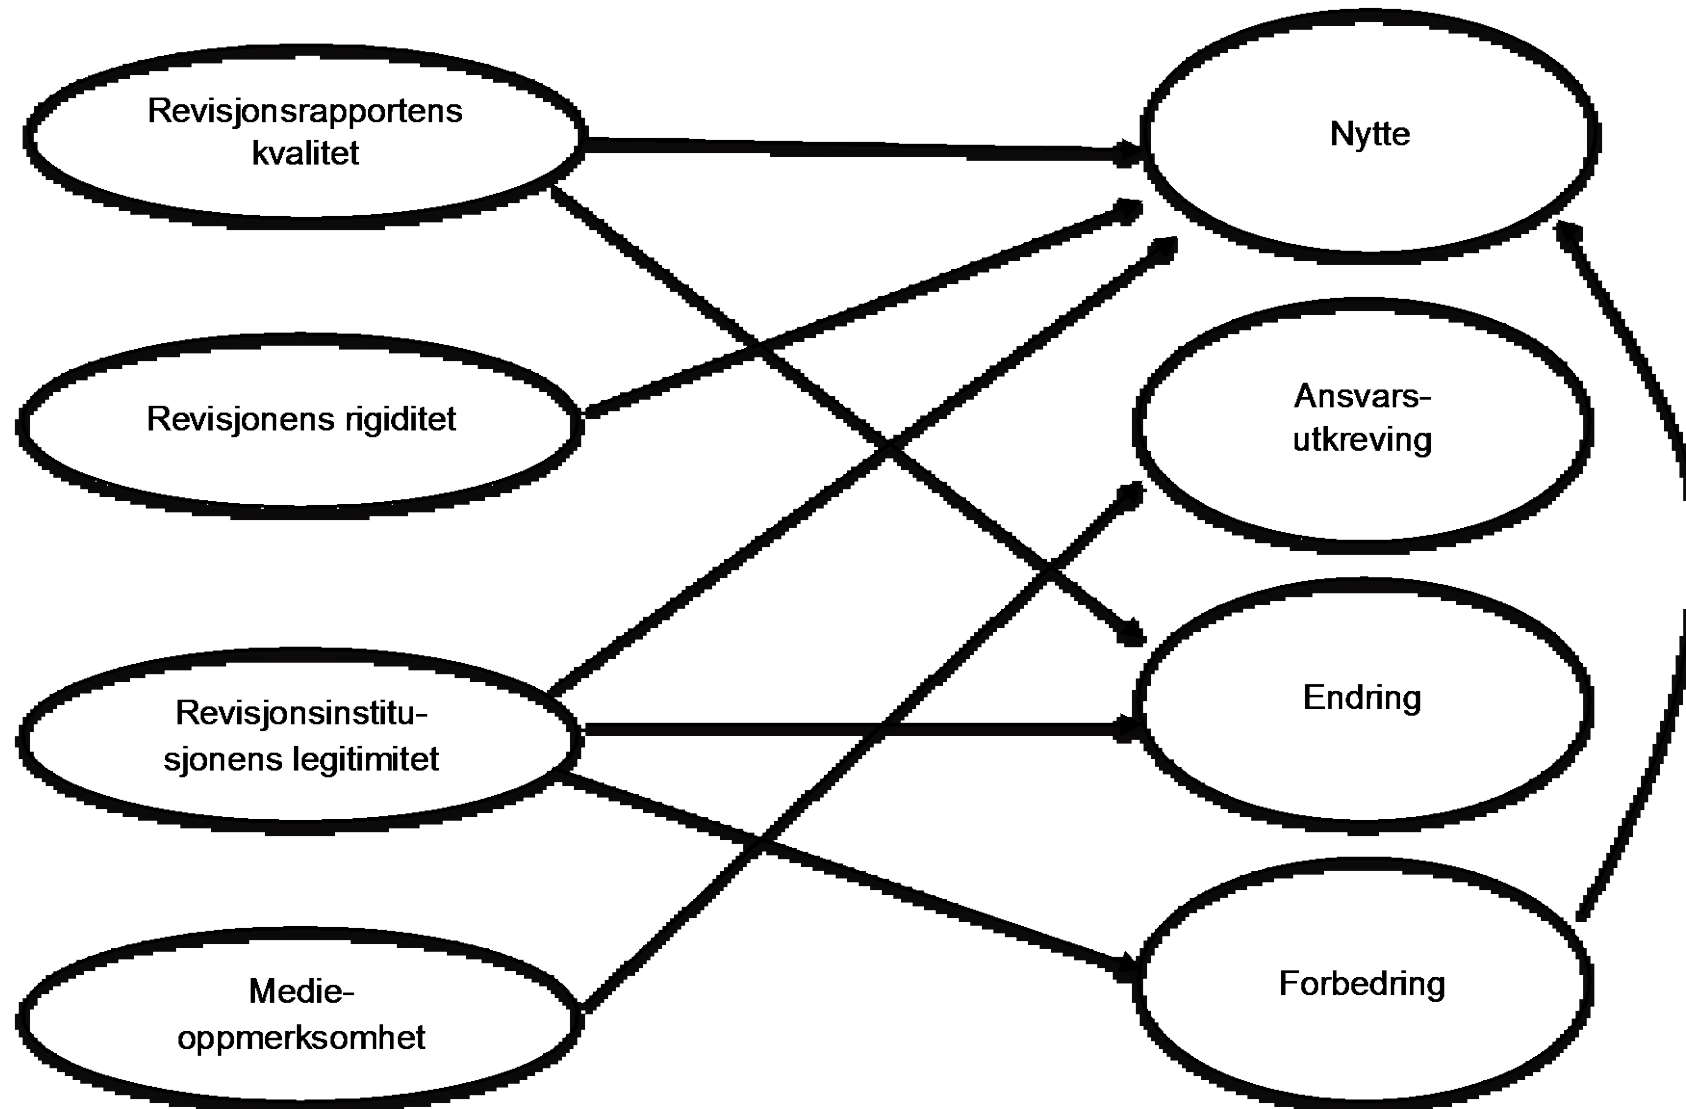 Revisjonsrapportens
kvalitet
Revisjonens rigiditet
Revisjonsinstitu-
sjonens legitimitet
Medie-
oppmerksomhet
Nytte
Ansvars-
utkreving
Endring
Forbedring